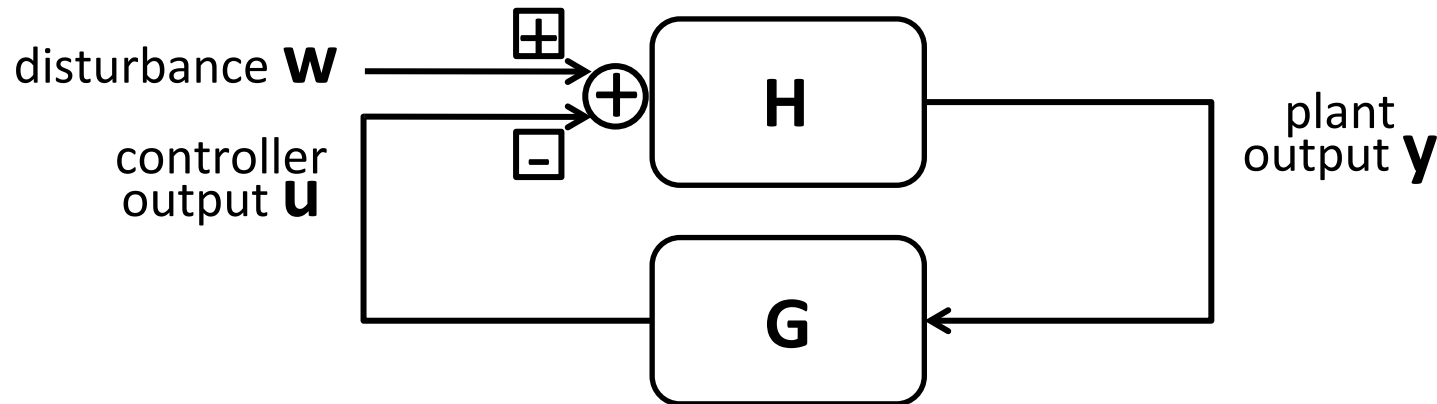 +
disturbance w
+
H
-
controller
output u
plant
output y
G